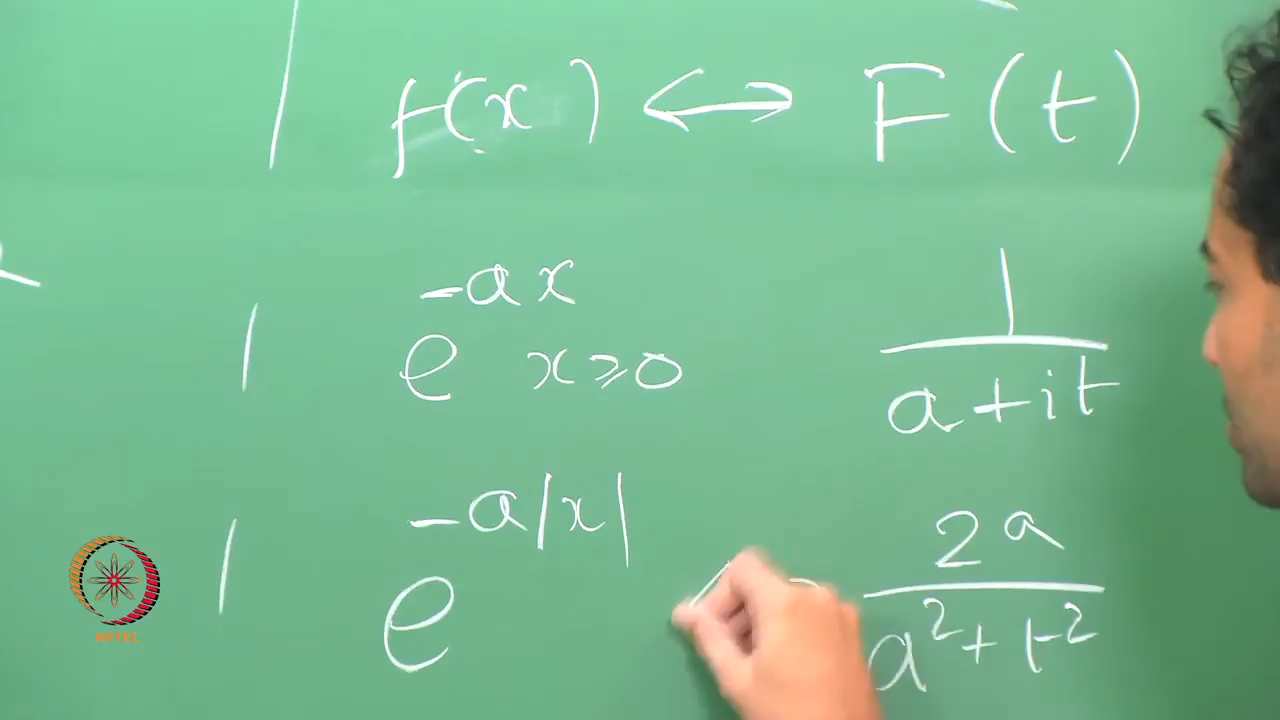 f(x) ↔ F(t)
e^{-ax} x ⩾ 0    1/(a+it)
e^{-a|x|} ↔ 2a/(a²+t²)
NPTEL